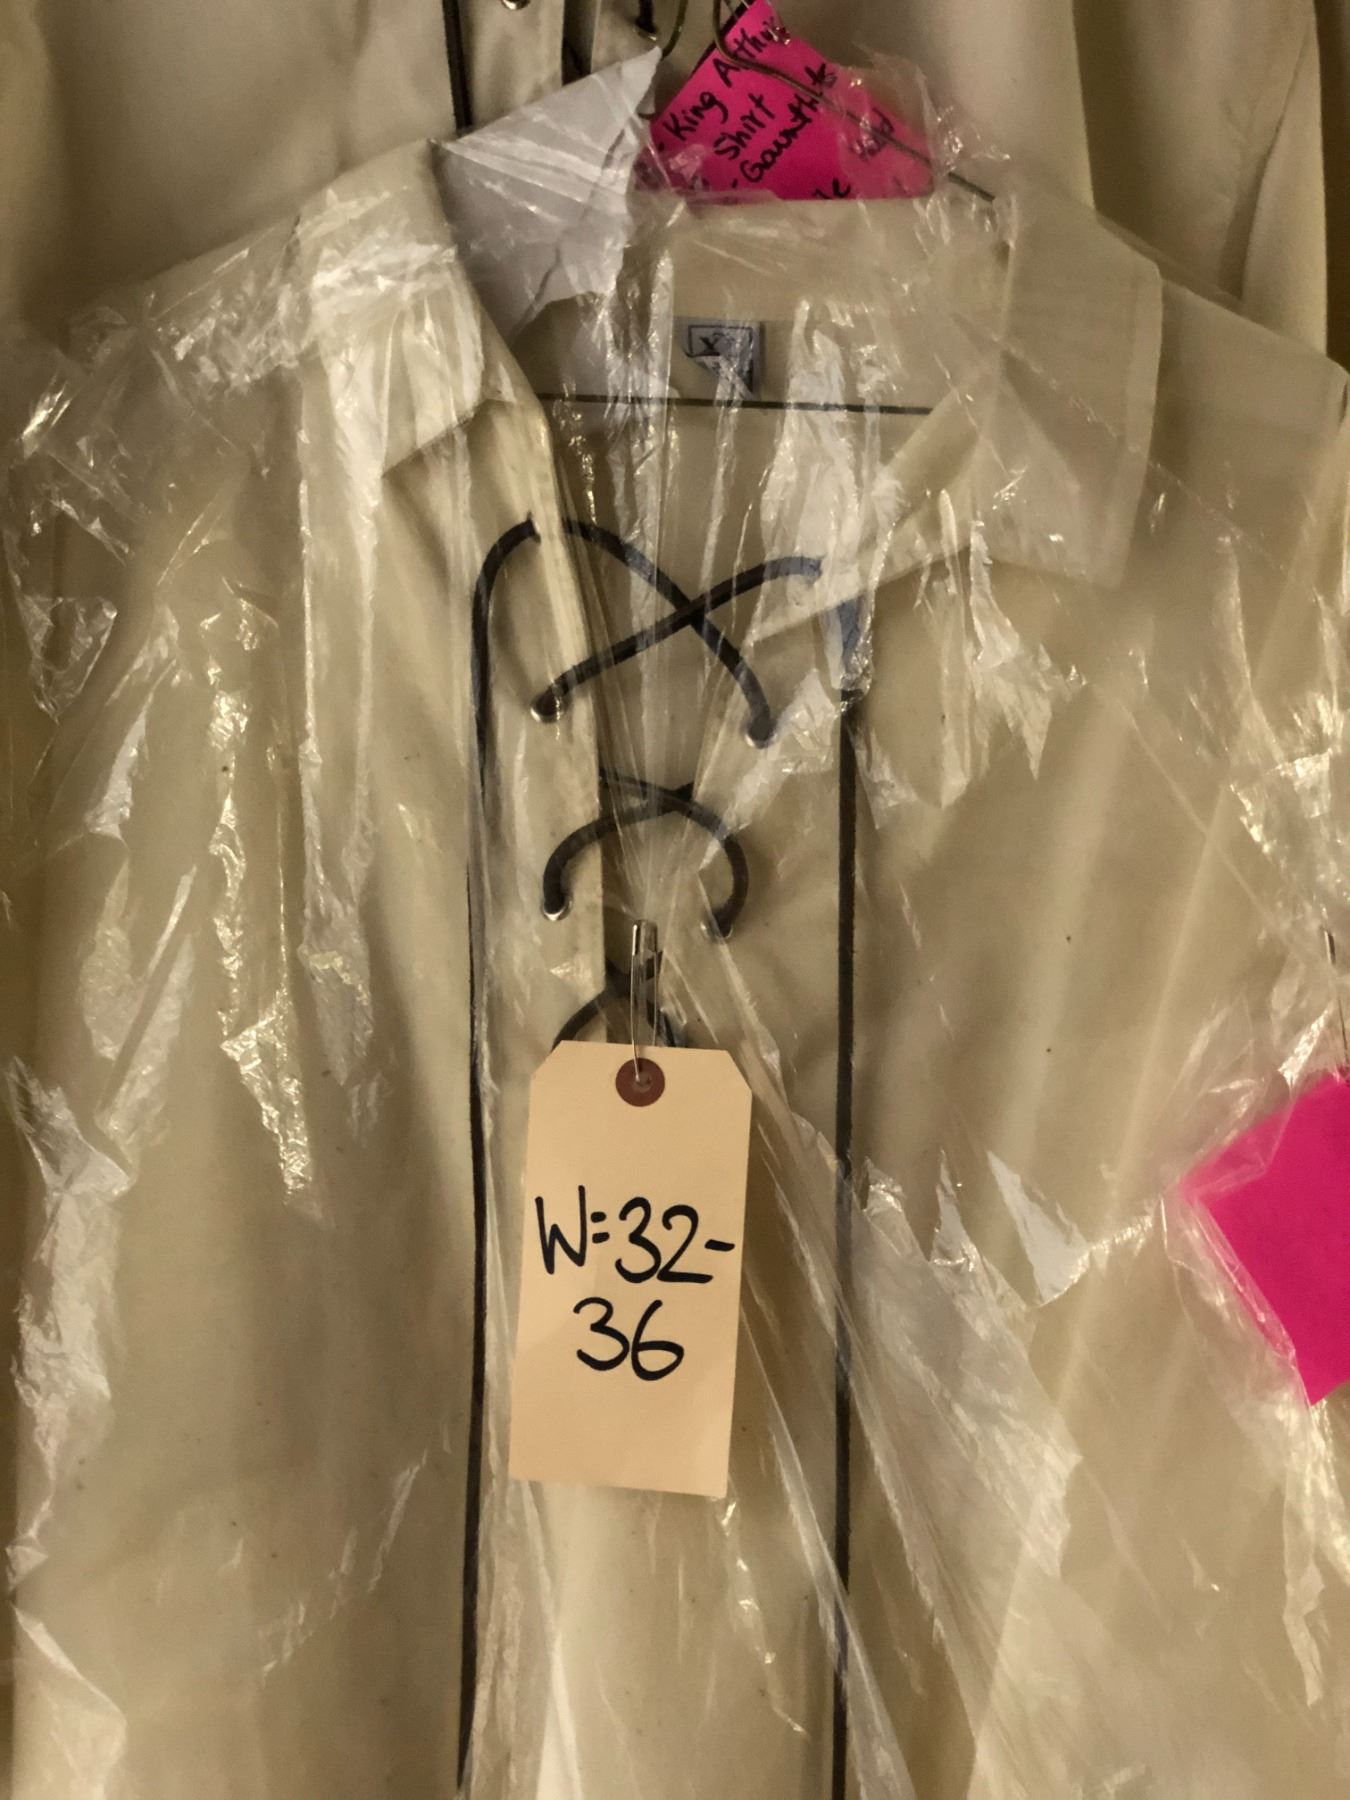 - King Arthur
Shirt
- Gauntlets
X
W=32-
36